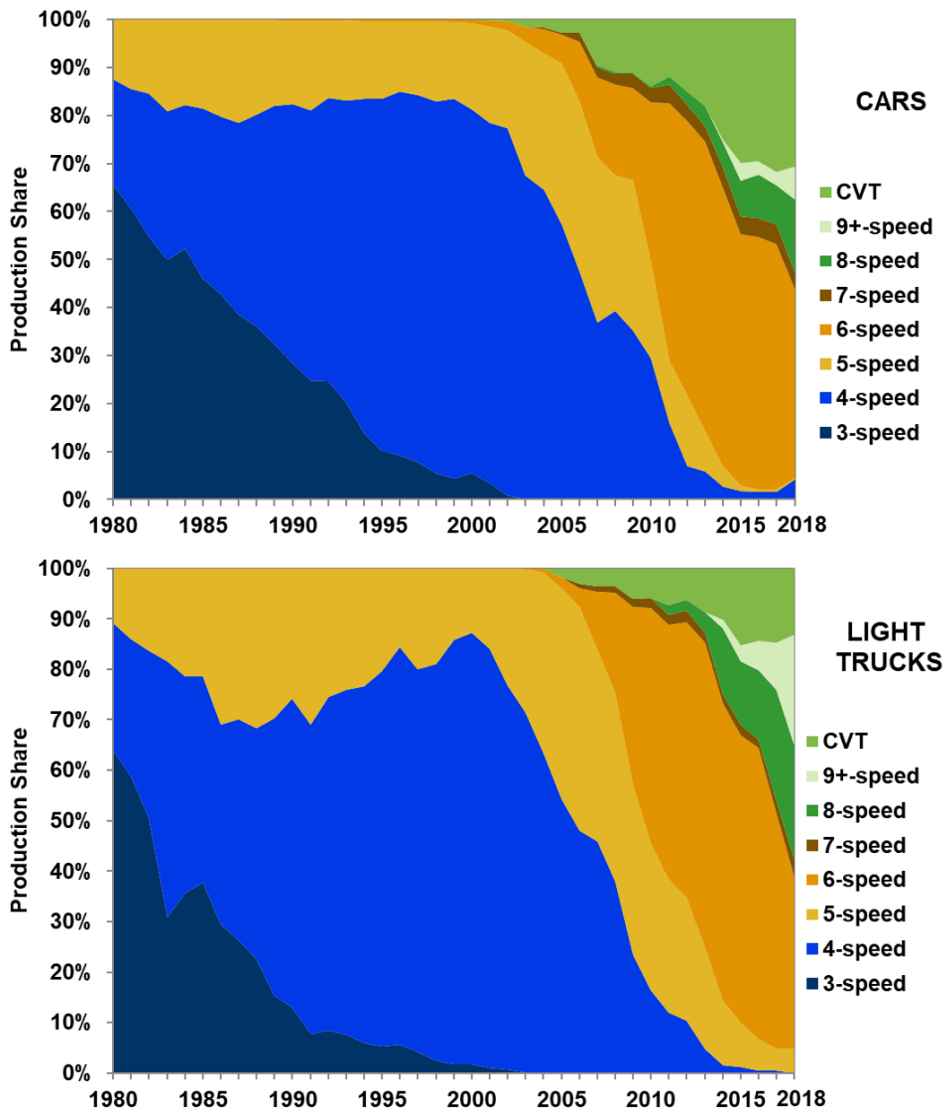 100%
90%
80%
70%
60%
50%
40%
30%
20%
10%
0%
Production Share
1980 1985 1990 1995 2000 2005 2010 2015 2018
CARS
CVT
9+-speed
8-speed
7-speed
6-speed
5-speed
4-speed
3-speed
100%
90%
80%
70%
60%
50%
40%
30%
20%
10%
0%
Production Share
1980 1985 1990 1995 2000 2005 2010 2015 2018
LIGHT
TRUCKS
CVT
9+-speed
8-speed
7-speed
6-speed
5-speed
4-speed
3-speed